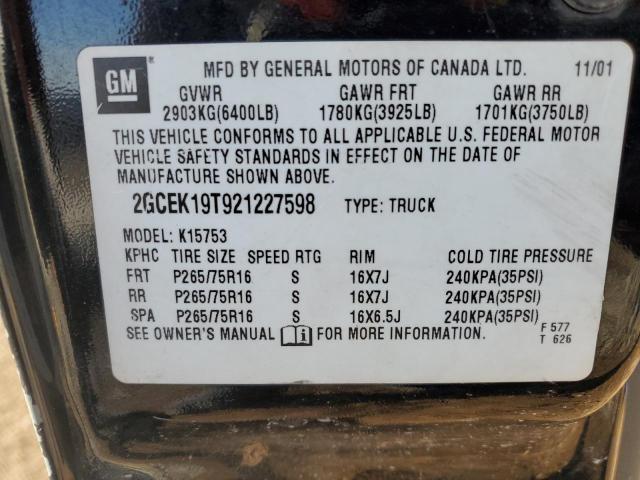 GM ®
MFD BY GENERAL MOTORS OF CANADA LTD. 11/01
GVWR GAWR FRT GAWR RR
2903KG(6400LB) 1780KG(3925LB) 1701KG(3750LB)
THIS VEHICLE CONFORMS TO ALL APPLICABLE U.S. FEDERAL MOTOR
VEHICLE SAFETY STANDARDS IN EFFECT ON THE DATE OF
MANUFACTURE SHOWN ABOVE.
2GCEK19T921227598 TYPE: TRUCK
MODEL: K15753
KPHC TIRE SIZE SPEED RTG RIM COLD TIRE PRESSURE
FRT P265/75R16 S 16X7J 240KPA(35PSI)
RR P265/75R16 S 16X7J 240KPA(35PSI)
SPA P265/75R16 S 16X6.5J 240KPA(35PSI)
SEE OWNER'S MANUAL FOR MORE INFORMATION.
F 577
T 626